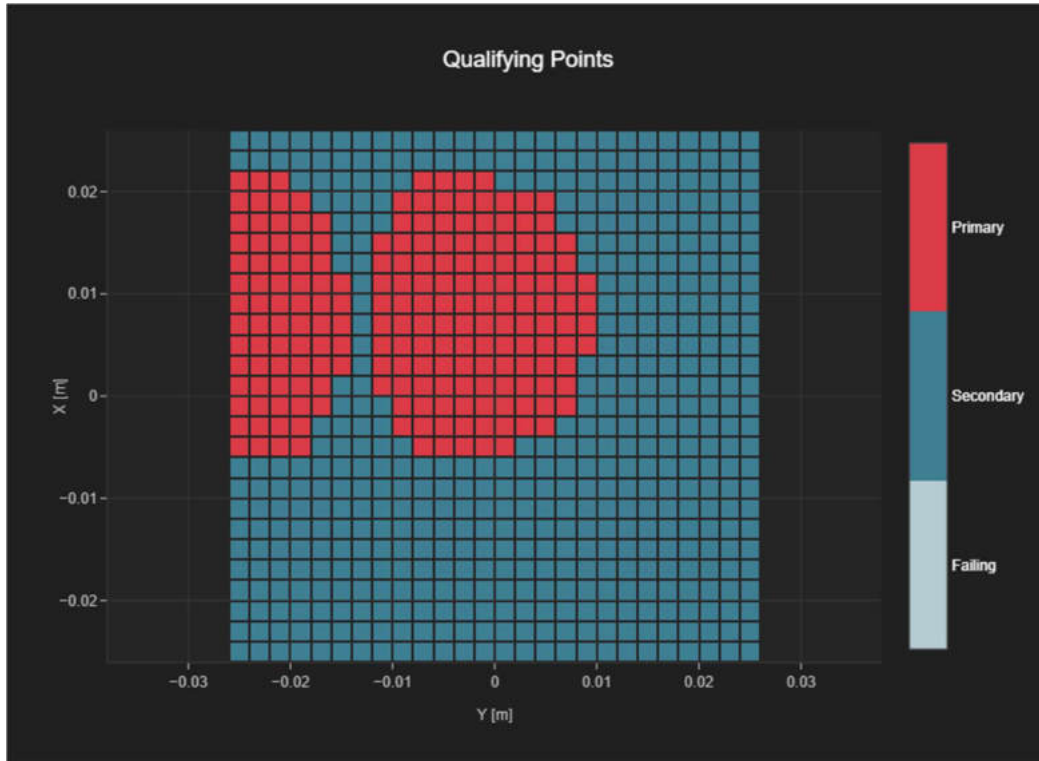 Qualifying Points
0.02
0.01
0
−0.01
−0.02
X [m]
−0.03
−0.02
−0.01
0
0.01
0.02
0.03
Y [m]
Primary
Secondary
Failing